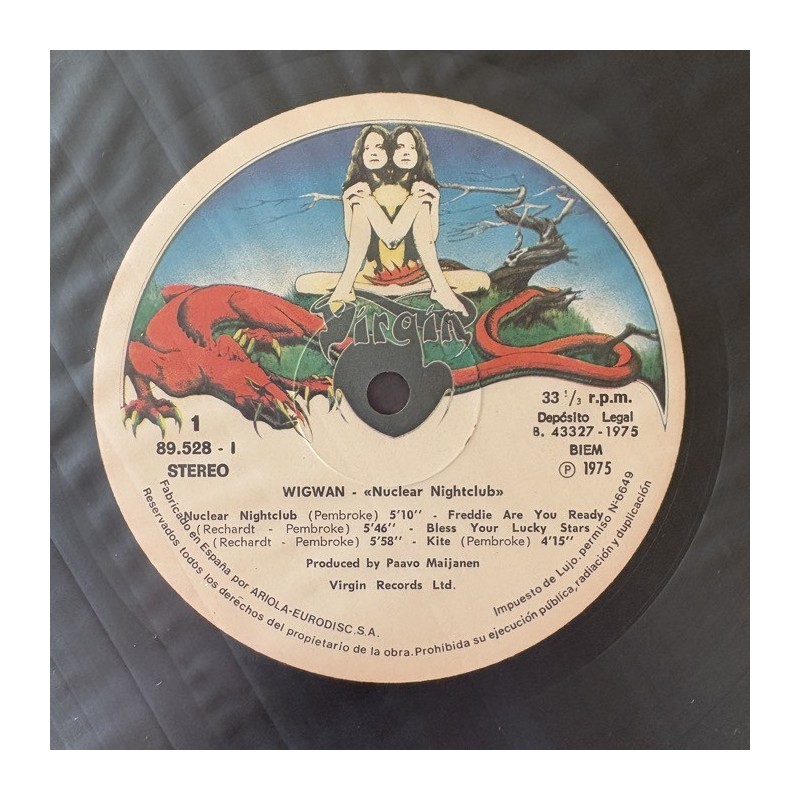 Virgin
1
89.528 - I
STEREO
33 1/3 r.p.m.
Depósito Legal
B. 43327 - 1975
BIEM
Ⓟ 1975
WIGWAN - «Nuclear Nightclub»
Nuclear Nightclub (Pembroke) 5'10'' - Freddie Are You Ready
(Rechardt - Pembroke) 5'46'' - Bless Your Lucky Stars
(Rechardt - Pembroke) 5'58'' - Kite (Pembroke) 4'15''
Produced by Paavo Maijanen
Virgin Records Ltd.
Fabricado en España por ARIOLA-EURODISC.S.A.
Impuesto de Lujo. permiso Nº 6649
Reservados todos los derechos del propietario de la obra. Prohibida su ejecución pública, radiación y duplicación